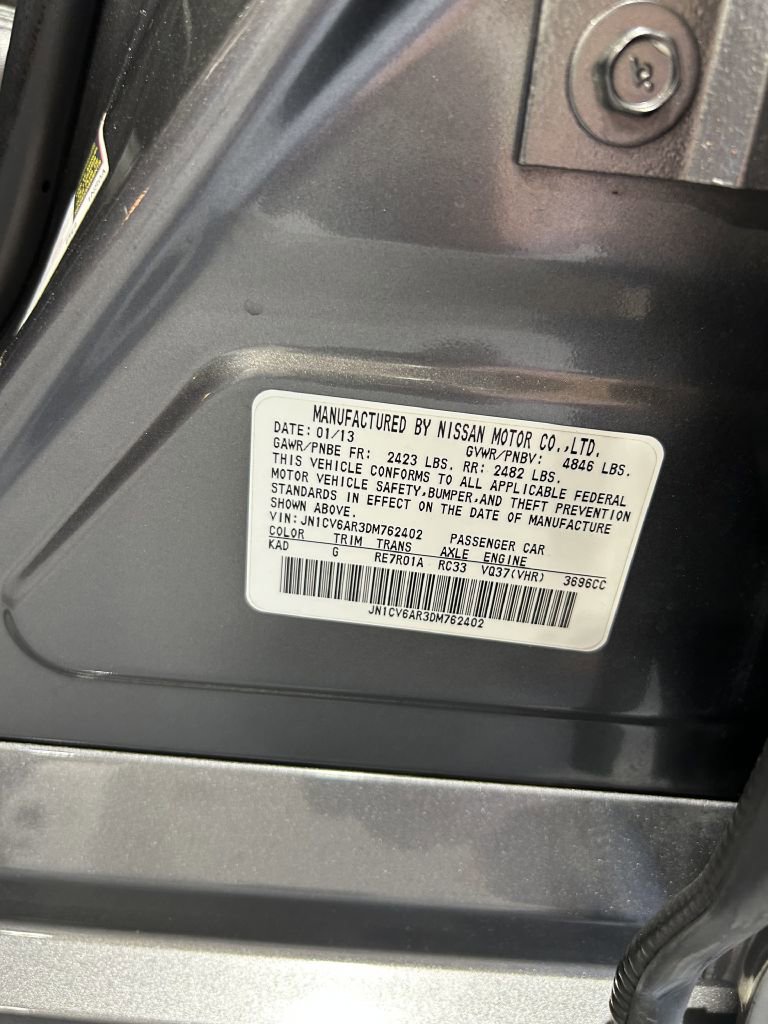 MANUFACTURED BY NISSAN MOTOR CO.,LTD.
DATE: 01/13 GVWR/PNBV: 4846 LBS.
GAWR/PNBE FR: 2423 LBS. RR: 2482 LBS.
THIS VEHICLE CONFORMS TO ALL APPLICABLE FEDERAL
MOTOR VEHICLE SAFETY,BUMPER,AND THEFT PREVENTION
STANDARDS IN EFFECT ON THE DATE OF MANUFACTURE
SHOWN ABOVE.
VIN: JN1CV6AR3DM762402 PASSENGER CAR
COLOR TRIM TRANS AXLE ENGINE
KAD G RE7R01A RC33 VQ37(VHR) 3696CC
JN1CV6AR3DM762402